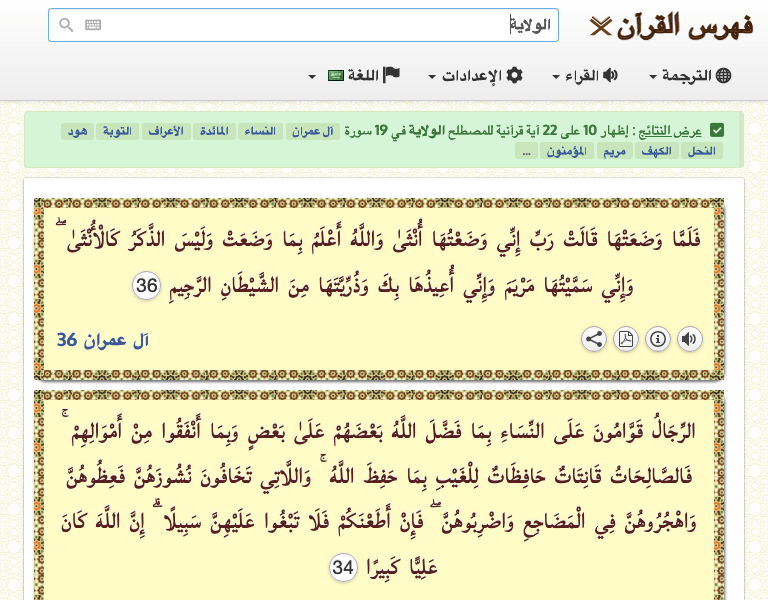 فهرس القرآن
الولاية
الترجمة
القراء
الإعدادات
اللغة
عرض النتائج : إظهار 10 على 22 آية قرآنية للمصطلح الولاية في 19 سورة آل عمران النساء المائدة الأعراف التوبة هود
النحل الكهف مريم المؤمنون ...
فَلَمَّا وَضَعَتْهَا قَالَتْ رَبِّ إِنِّي وَضَعْتُهَا أُنْثَىٰ وَاللَّهُ أَعْلَمُ بِمَا وَضَعَتْ وَلَيْسَ الذَّكَرُ كَالْأُنْثَىٰ ۖ
وَإِنِّي سَمَّيْتُهَا مَرْيَمَ وَإِنِّي أُعِيذُهَا بِكَ وَذُرِّيَّتَهَا مِنَ الشَّيْطَانِ الرَّجِيمِ 36
آل عمران 36
الرِّجَالُ قَوَّامُونَ عَلَى النِّسَاءِ بِمَا فَضَّلَ اللَّهُ بَعْضَهُمْ عَلَىٰ بَعْضٍ وَبِمَا أَنْفَقُوا مِنْ أَمْوَالِهِمْ ۚ
فَالصَّالِحَاتُ قَانِتَاتٌ حَافِظَاتٌ لِلْغَيْبِ بِمَا حَفِظَ اللَّهُ ۚ وَاللَّاتِي تَخَافُونَ نُشُوزَهُنَّ فَعِظُوهُنَّ
وَاهْجُرُوهُنَّ فِي الْمَضَاجِعِ وَاضْرِبُوهُنَّ ۖ فَإِنْ أَطَعْنَكُمْ فَلَا تَبْغُوا عَلَيْهِنَّ سَبِيلًا ۗ إِنَّ اللَّهَ كَانَ
عَلِيًّا كَبِيرًا 34